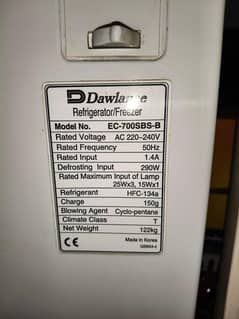 Dawlance
Refrigerator/Freezer
Model No. EC-700SBS-B
Rated Voltage AC 220~240V
Rated Frequency 50Hz
Rated Input 1.4A
Defrosting Input 290W
Rated Maximum Input of Lamp
25Wx3, 15Wx1
Refrigerant HFC-134a
Charge 150g
Blowing Agent Cyclo-pentane
Climate Class T
Net Weight 122kg
CE Made in Korea